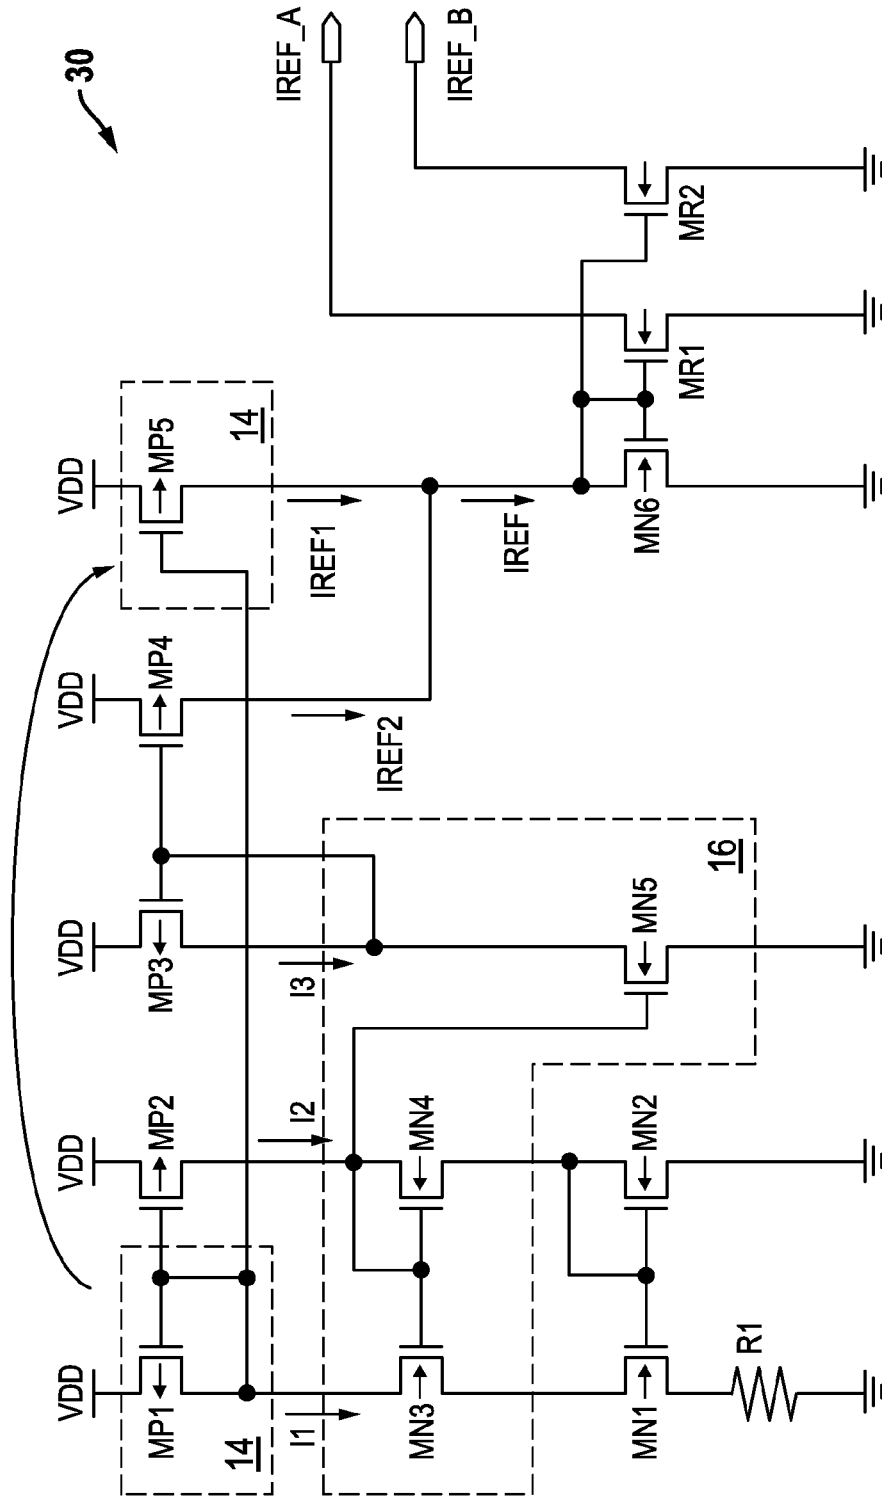 30
VDD
VDD
VDD
VDD
VDD
MP1
MP2
MP3
MP4
MP5
14
14
I1
I2
I3
IREF2
IREF1
IREF
IREF_A
IREF_B
16
MN3
MN4
MN5
MN1
MN2
MN6
MR1
MR2
R1